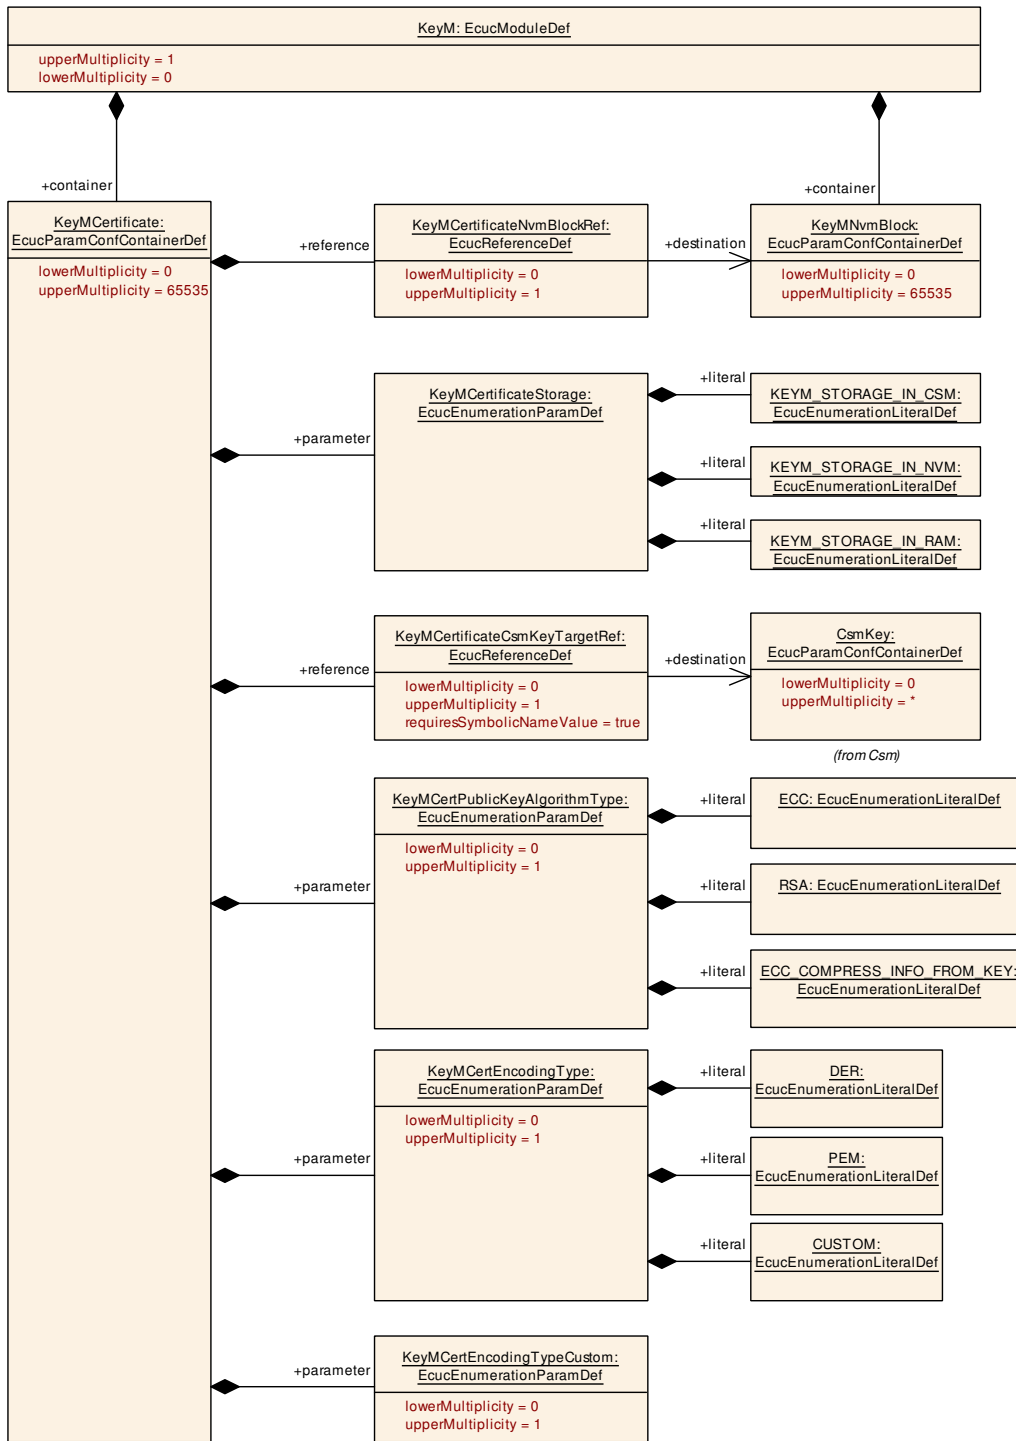 KeyM: EcucModuleDef
upperMultiplicity = 1
lowerMultiplicity = 0
+container
+container
KeyMCertificate:
EcucParamConfContainerDef
lowerMultiplicity = 0
upperMultiplicity = 65535
+reference
KeyMCertificateNvmBlockRef:
EcucReferenceDef
lowerMultiplicity = 0
upperMultiplicity = 1
+destination
KeyMNvmBlock:
EcucParamConfContainerDef
lowerMultiplicity = 0
upperMultiplicity = 65535
+parameter
KeyMCertificateStorage:
EcucEnumerationParamDef
+literal
KEYM_STORAGE_IN_CSM:
EcucEnumerationLiteralDef
+literal
KEYM_STORAGE_IN_NVM:
EcucEnumerationLiteralDef
+literal
KEYM_STORAGE_IN_RAM:
EcucEnumerationLiteralDef
+reference
KeyMCertificateCsmKeyTargetRef:
EcucReferenceDef
lowerMultiplicity = 0
upperMultiplicity = 1
requiresSymbolicNameValue = true
+destination
CsmKey:
EcucParamConfContainerDef
lowerMultiplicity = 0
upperMultiplicity = *
(from Csm)
+parameter
KeyMCertPublicKeyAlgorithmType:
EcucEnumerationParamDef
lowerMultiplicity = 0
upperMultiplicity = 1
+literal
ECC: EcucEnumerationLiteralDef
+literal
RSA: EcucEnumerationLiteralDef
+literal
ECC_COMPRESS_INFO_FROM_KEY:
EcucEnumerationLiteralDef
+parameter
KeyMCertEncodingType:
EcucEnumerationParamDef
lowerMultiplicity = 0
upperMultiplicity = 1
+literal
DER:
EcucEnumerationLiteralDef
+literal
PEM:
EcucEnumerationLiteralDef
+literal
CUSTOM:
EcucEnumerationLiteralDef
+parameter
KeyMCertEncodingTypeCustom:
EcucEnumerationParamDef
lowerMultiplicity = 0
upperMultiplicity = 1